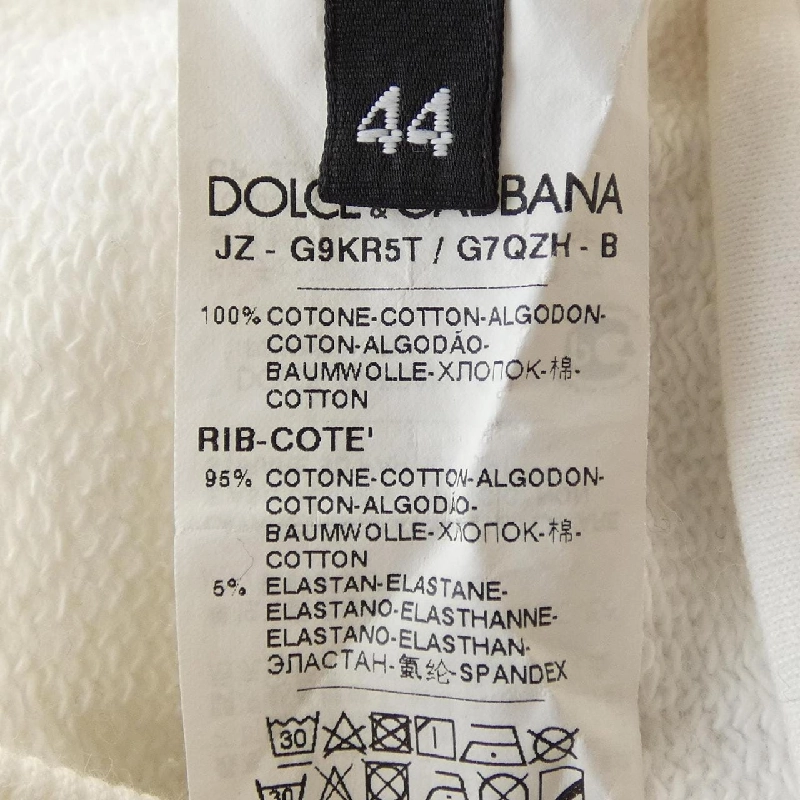 44
DOLCE & GABBANA
JZ - G9KR5T / G7QZH - B
100% COTONE-COTTON-ALGODON-
COTON-ALGODÃO-
BAUMWOLLE-ХЛОПОК-棉-
COTTON
RIB-COTE'
95% COTONE-COTTON-ALGODON-
COTON-ALGODÃO-
BAUMWOLLE-ХЛОПОК-棉-
COTTON
5% ELASTAN-ELASTANE-
ELASTANO-ELASTHANNE-
ELASTANO-ELASTHAN-
ЭЛАСТАН-氨纶-SPANDEX
30
30